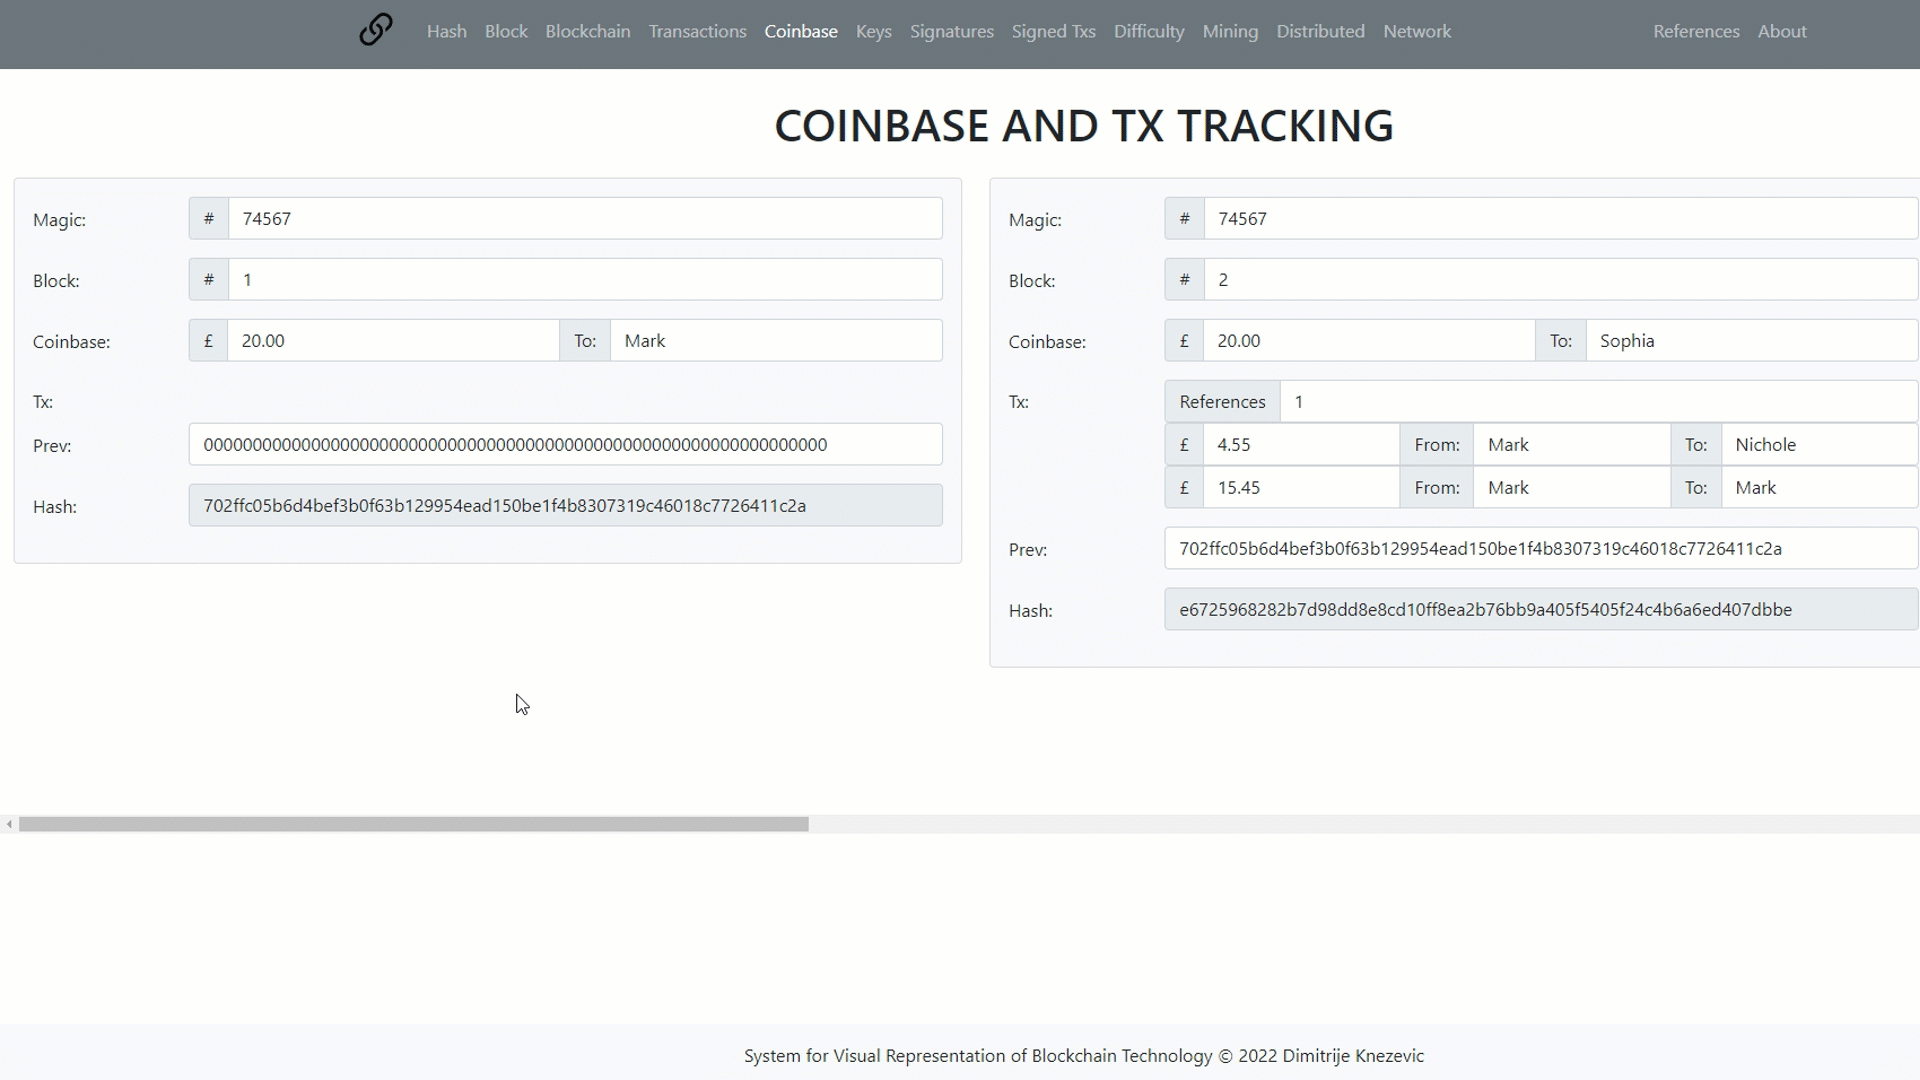 Hash Block Blockchain Transactions Coinbase Keys Signatures Signed Txs Difficulty Mining Distributed Network References About
COINBASE AND TX TRACKING
Magic: # 74567
Block: # 1
Coinbase: £ 20.00 To: Mark
Tx:
Prev: 0000000000000000000000000000000000000000000000000000000000000000
Hash: 702ffc05b6d4bef3b0f63b129954ead150be1f4b8307319c46018c7726411c2a
Magic: # 74567
Block: # 2
Coinbase: £ 20.00 To: Sophia
Tx: References 1
£ 4.55 From: Mark To: Nichole
£ 15.45 From: Mark To: Mark
Prev: 702ffc05b6d4bef3b0f63b129954ead150be1f4b8307319c46018c7726411c2a
Hash: e6725968282b7d98dd8e8cd10ff8ea2b76bb9a405f5405f24c4b6a6ed407dbbe
System for Visual Representation of Blockchain Technology © 2022 Dimitrije Knezevic